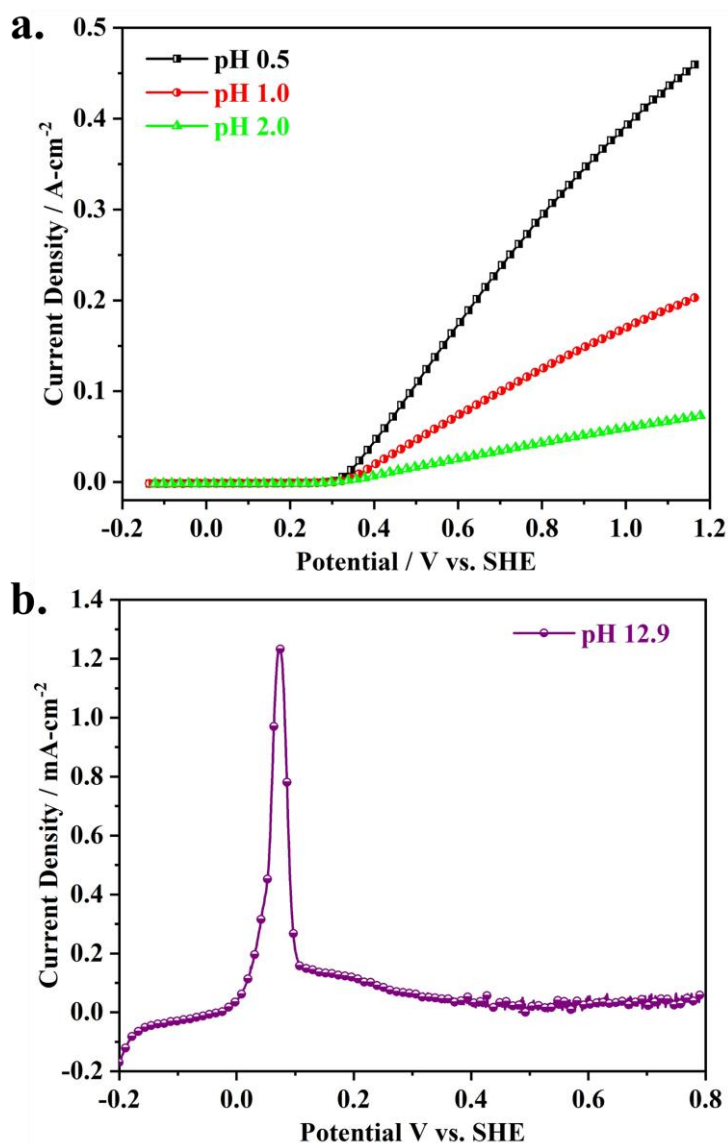 a.
0.5
0.4
0.3
0.2
0.1
0.0
Current Density / A-cm-2
pH 0.5
pH 1.0
pH 2.0
-0.2 0.0 0.2 0.4 0.6 0.8 1.0 1.2
Potential / V vs. SHE
b.
1.4
1.2
1.0
0.8
0.6
0.4
0.2
0.0
-0.2
Current Density / mA-cm-2
pH 12.9
-0.2 0.0 0.2 0.4 0.6 0.8
Potential V vs. SHE